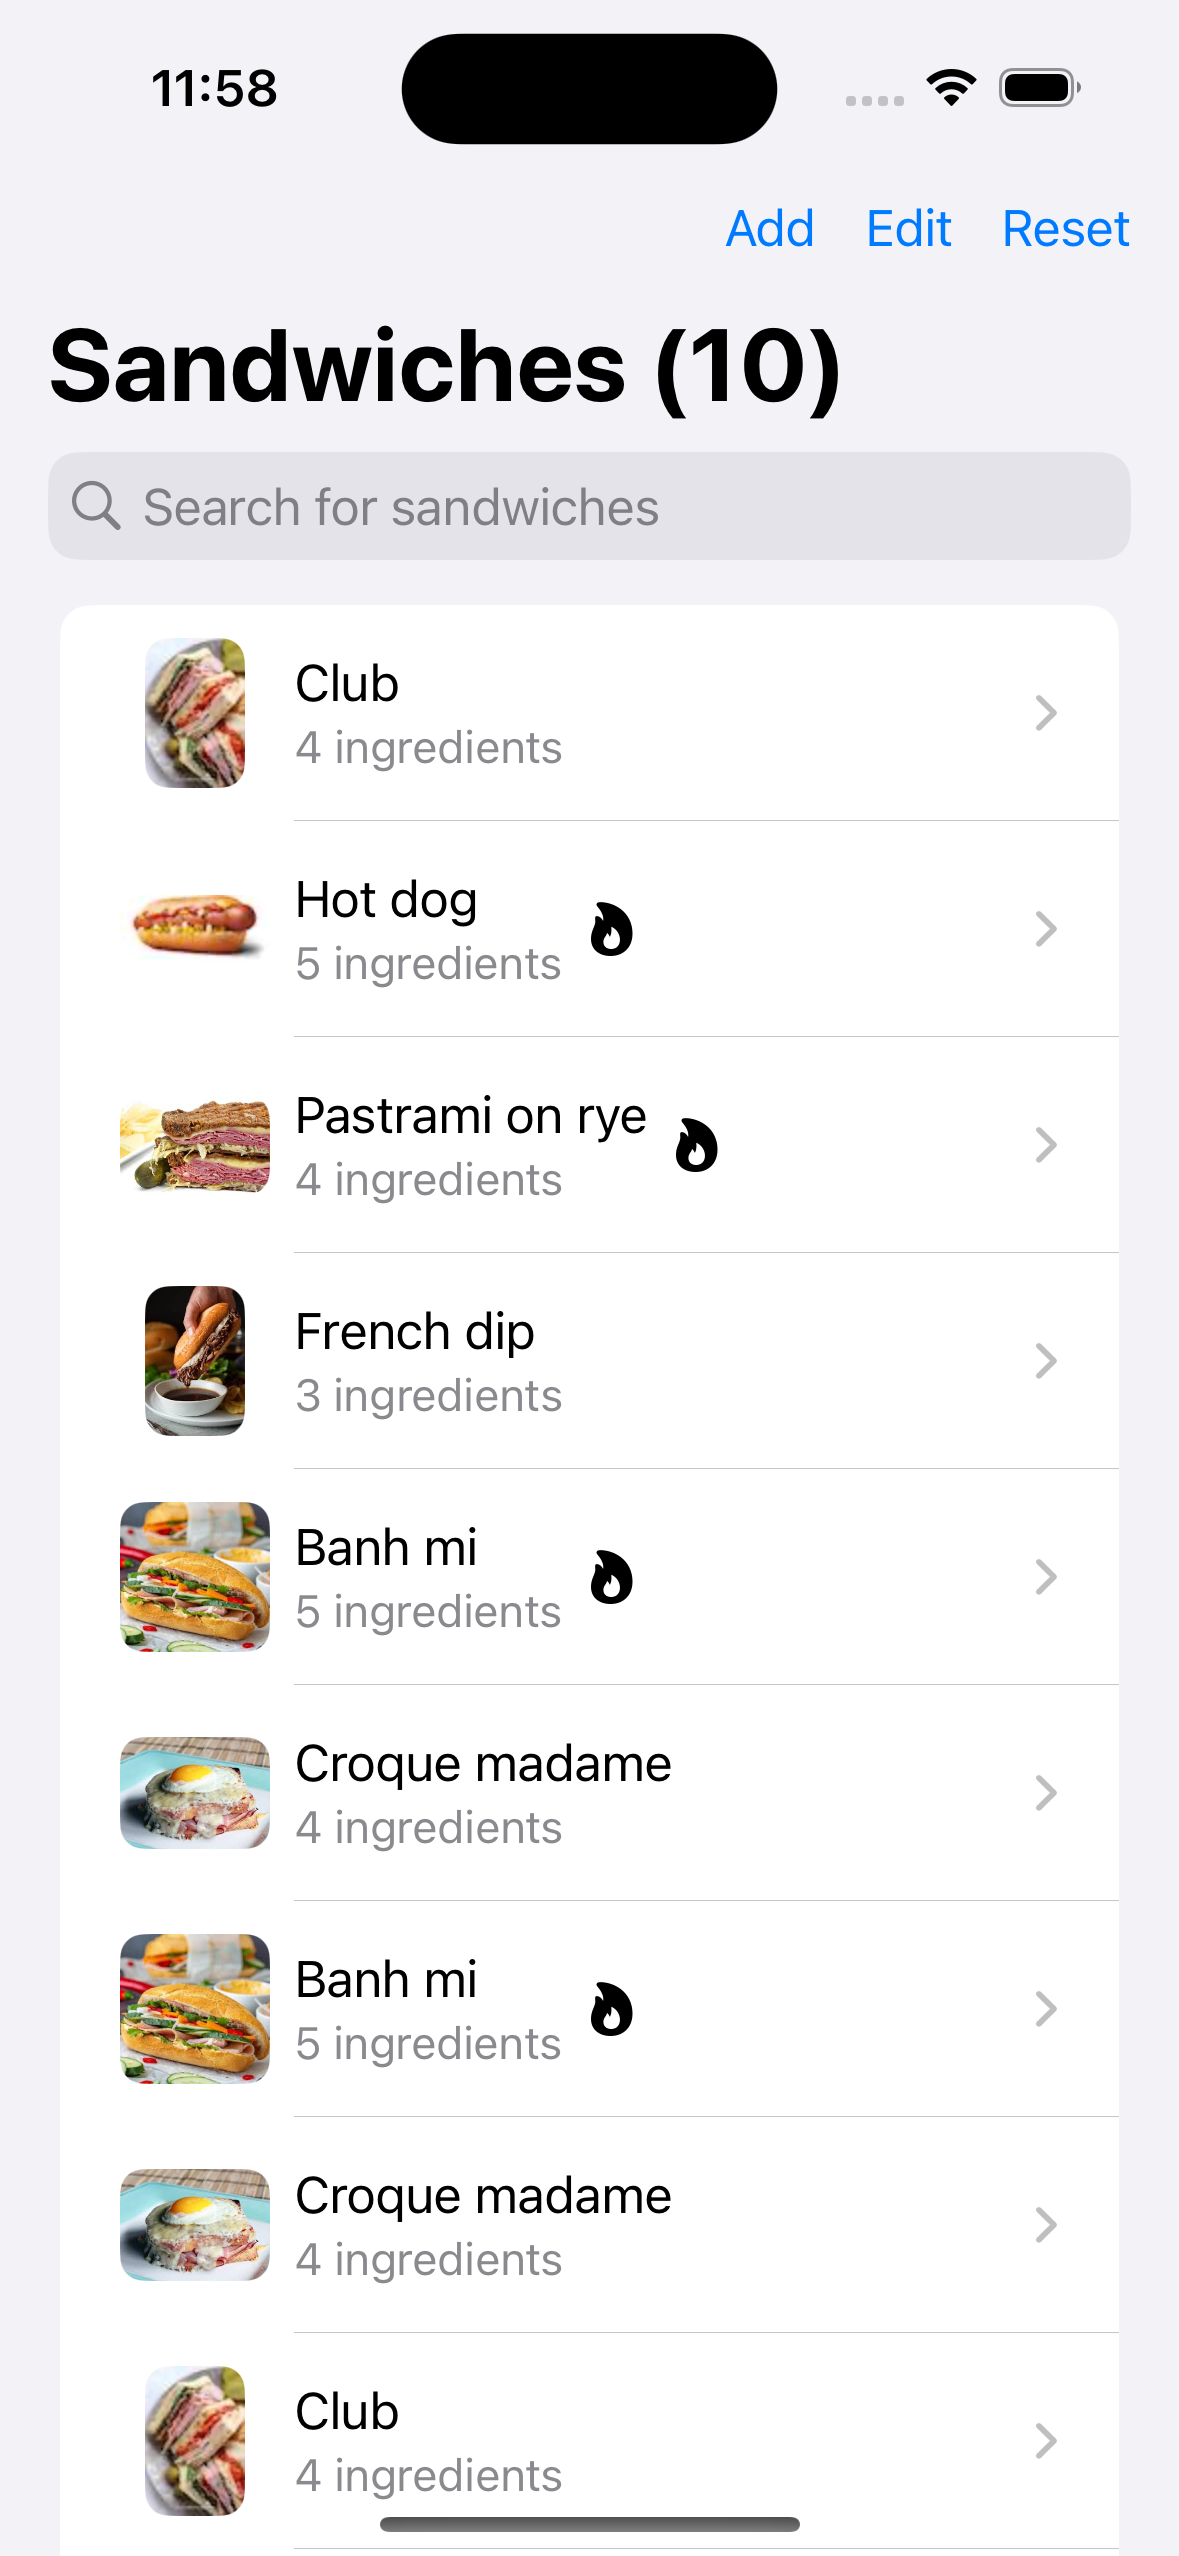 11:58
Add Edit Reset
Sandwiches (10)
Search for sandwiches
Club
4 ingredients
Hot dog
5 ingredients
Pastrami on rye
4 ingredients
French dip
3 ingredients
Banh mi
5 ingredients
Croque madame
4 ingredients
Banh mi
5 ingredients
Croque madame
4 ingredients
Club
4 ingredients